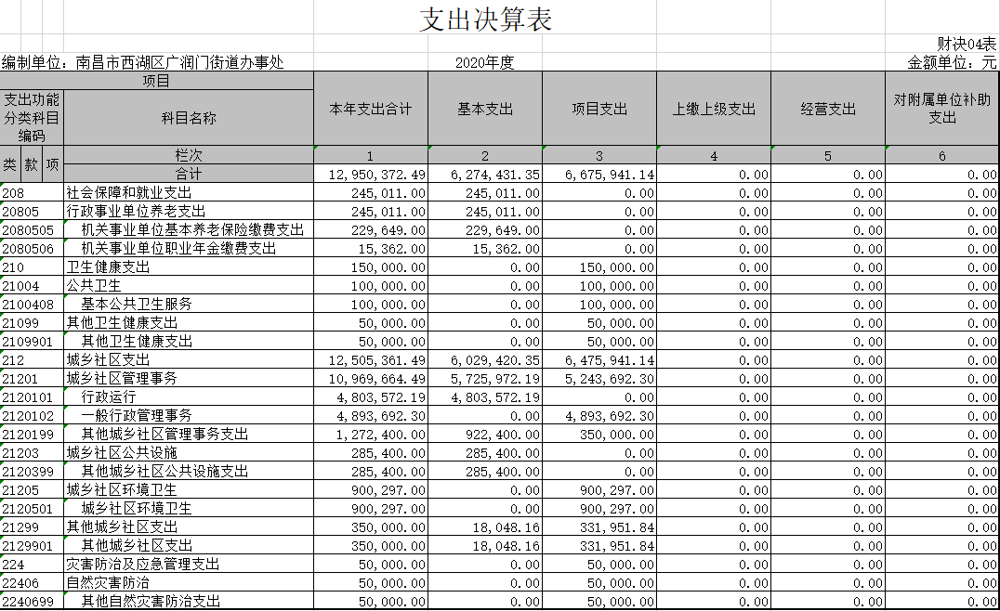 支出决算表
财决04表
编制单位：南昌市西湖区广润门街道办事处 2020年度 金额单位：元
项目 本年支出合计 基本支出 项目支出 上缴上级支出 经营支出 对附属单位补助支出
支出功能分类科目编码 科目名称
类 款 项 栏次 1 2 3 4 5 6
合计 12,950,372.49 6,274,431.35 6,675,941.14 0.00 0.00 0.00
208 社会保障和就业支出 245,011.00 245,011.00 0.00 0.00 0.00 0.00
20805 行政事业单位养老支出 245,011.00 245,011.00 0.00 0.00 0.00 0.00
2080505 机关事业单位基本养老保险缴费支出 229,649.00 229,649.00 0.00 0.00 0.00 0.00
2080506 机关事业单位职业年金缴费支出 15,362.00 15,362.00 0.00 0.00 0.00 0.00
210 卫生健康支出 150,000.00 0.00 150,000.00 0.00 0.00 0.00
21004 公共卫生 100,000.00 0.00 100,000.00 0.00 0.00 0.00
2100408 基本公共卫生服务 100,000.00 0.00 100,000.00 0.00 0.00 0.00
21099 其他卫生健康支出 50,000.00 0.00 50,000.00 0.00 0.00 0.00
2109901 其他卫生健康支出 50,000.00 0.00 50,000.00 0.00 0.00 0.00
212 城乡社区支出 12,505,361.49 6,029,420.35 6,475,941.14 0.00 0.00 0.00
21201 城乡社区管理事务 10,969,664.49 5,725,972.19 5,243,692.30 0.00 0.00 0.00
2120101 行政运行 4,803,572.19 4,803,572.19 0.00 0.00 0.00 0.00
2120102 一般行政管理事务 4,893,692.30 0.00 4,893,692.30 0.00 0.00 0.00
2120199 其他城乡社区管理事务支出 1,272,400.00 922,400.00 350,000.00 0.00 0.00 0.00
21203 城乡社区公共设施 285,400.00 285,400.00 0.00 0.00 0.00 0.00
2120399 其他城乡社区公共设施支出 285,400.00 285,400.00 0.00 0.00 0.00 0.00
21205 城乡社区环境卫生 900,297.00 0.00 900,297.00 0.00 0.00 0.00
2120501 城乡社区环境卫生 900,297.00 0.00 900,297.00 0.00 0.00 0.00
21299 其他城乡社区支出 350,000.00 18,048.16 331,951.84 0.00 0.00 0.00
2129901 其他城乡社区支出 350,000.00 18,048.16 331,951.84 0.00 0.00 0.00
224 灾害防治及应急管理支出 50,000.00 0.00 50,000.00 0.00 0.00 0.00
22406 自然灾害防治 50,000.00 0.00 50,000.00 0.00 0.00 0.00
2240699 其他自然灾害防治支出 50,000.00 0.00 50,000.00 0.00 0.00 0.00